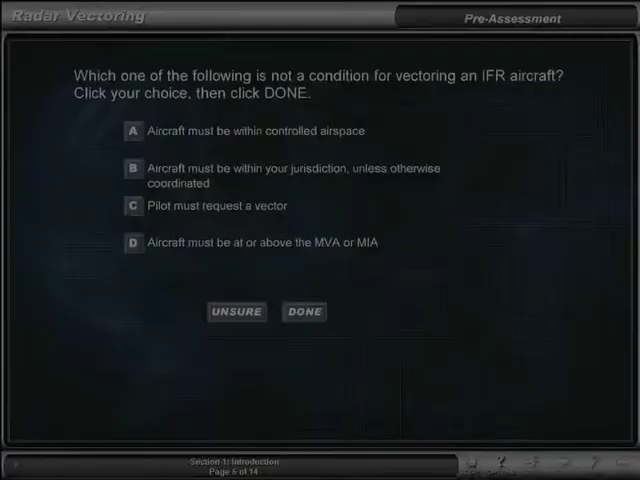 Radar Vectoring
Pre-Assessment
Which one of the following is not a condition for vectoring an IFR aircraft?
Click your choice, then click DONE.
A Aircraft must be within controlled airspace
B Aircraft must be within your jurisdiction, unless otherwise
coordinated
C Pilot must request a vector
D Aircraft must be at or above the MVA or MIA
UNSURE DONE
Section 1: Introduction
Page 6 of 14